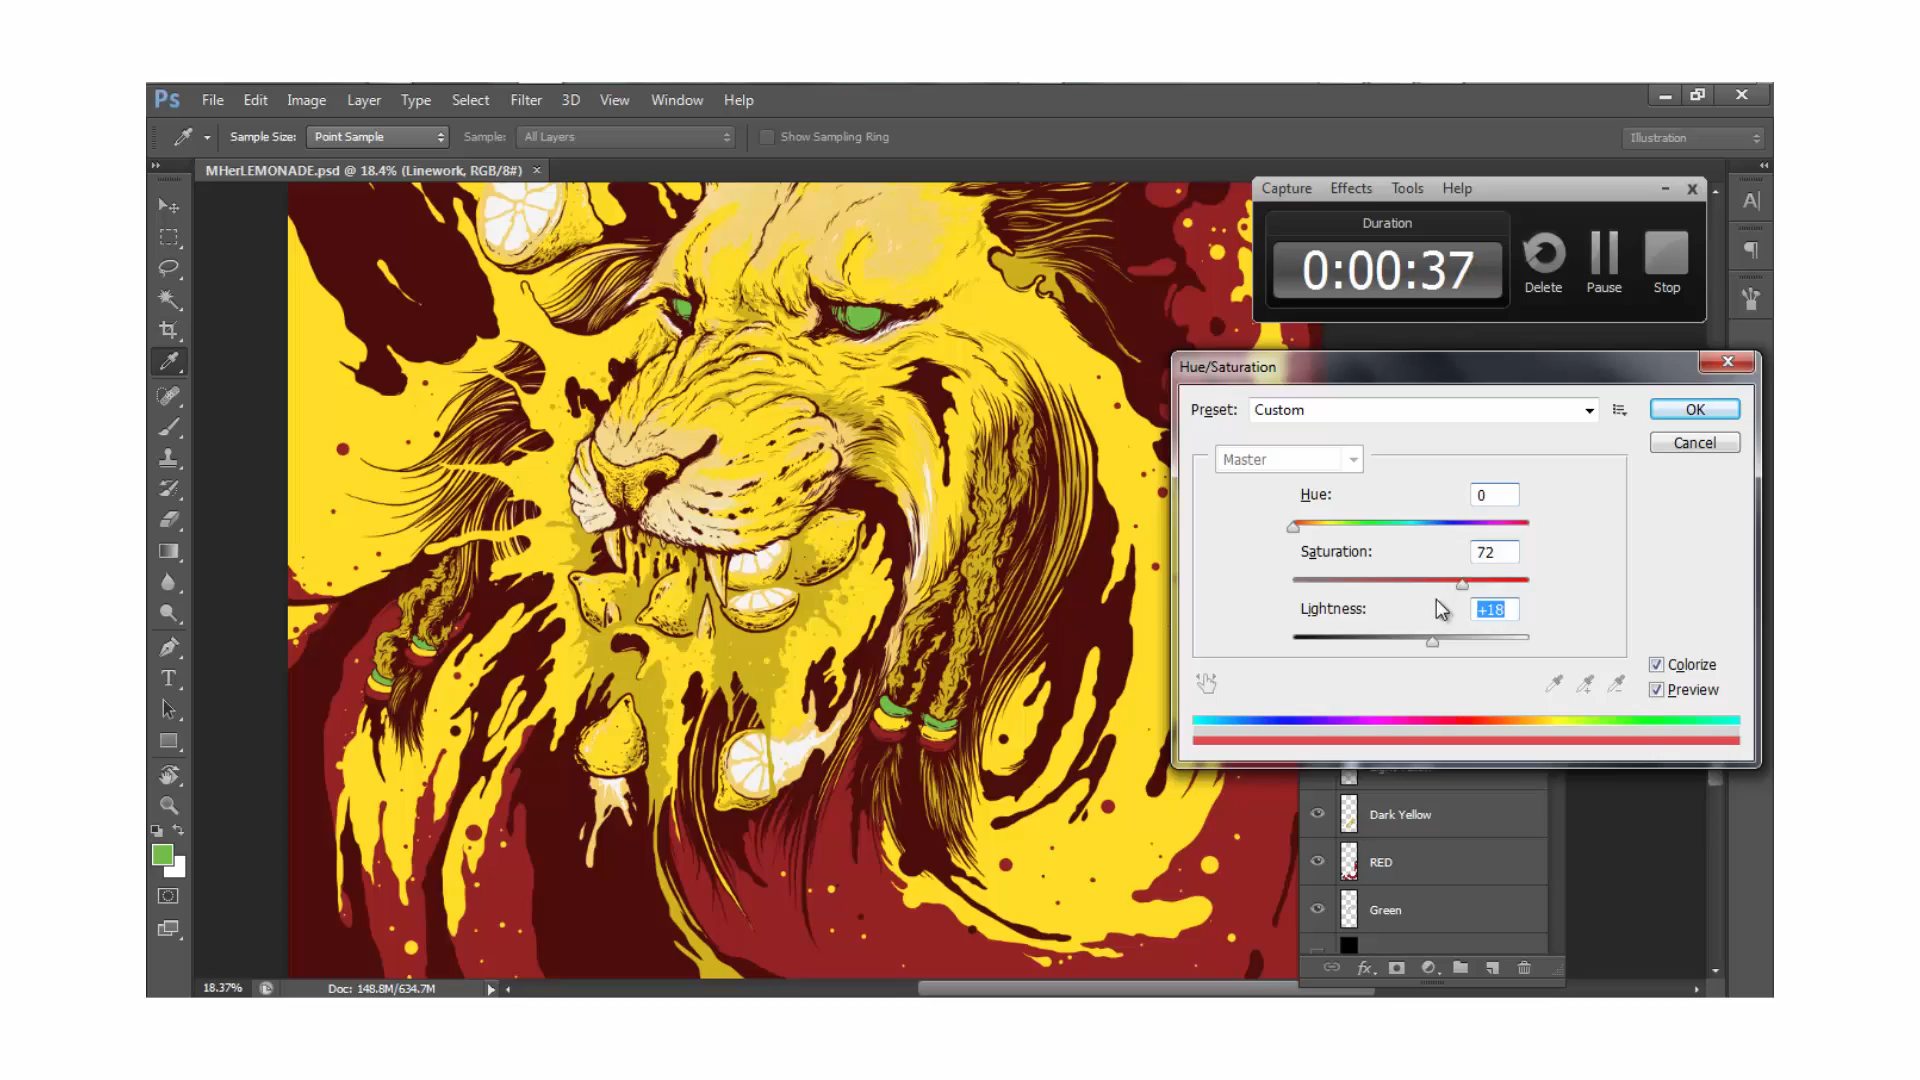 Ps File Edit Image Layer Type Select Filter 3D View Window Help
Sample Size: Point Sample Sample: All Layers Show Sampling Ring Illustration
MHerLEMONADE.psd @ 18.4% (Linework, RGB/8#) ×
Capture Effects Tools Help
Duration
0:00:37
Delete Pause Stop
Hue/Saturation
Preset: Custom OK
Cancel
Master
Hue: 0
Saturation: 72
Lightness: +18
Colorize
Preview
Dark Yellow
RED
Green
fx
18.37% Doc: 148.8M/634.7M